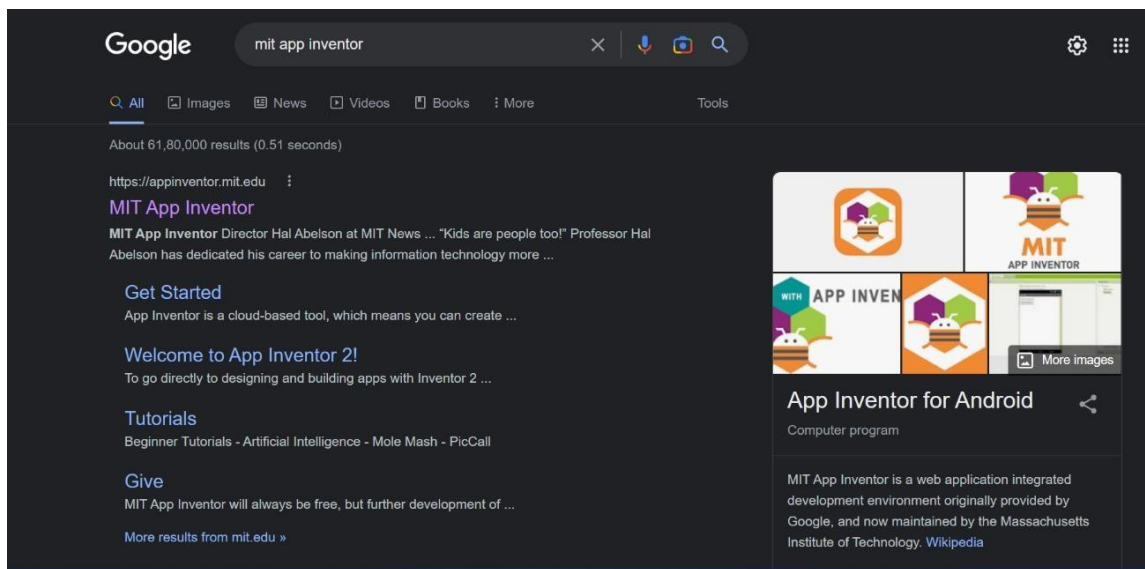 Google
mit app inventor
All
Images
News
Videos
Books
More
Tools
About 61,80,000 results (0.51 seconds)
https://appinventor.mit.edu
MIT App Inventor
MIT App Inventor Director Hal Abelson at MIT News ... “Kids are people too!” Professor Hal
Abelson has dedicated his career to making information technology more ...
Get Started
App Inventor is a cloud-based tool, which means you can create ...
Welcome to App Inventor 2!
To go directly to designing and building apps with Inventor 2 ...
Tutorials
Beginner Tutorials - Artificial Intelligence - Mole Mash - PicCall
Give
MIT App Inventor will always be free, but further development of ...
More results from mit.edu »
MIT
APP INVENTOR
WITH APP INVEN
More images
App Inventor for Android
Computer program
MIT App Inventor is a web application integrated
development environment originally provided by
Google, and now maintained by the Massachusetts
Institute of Technology. Wikipedia